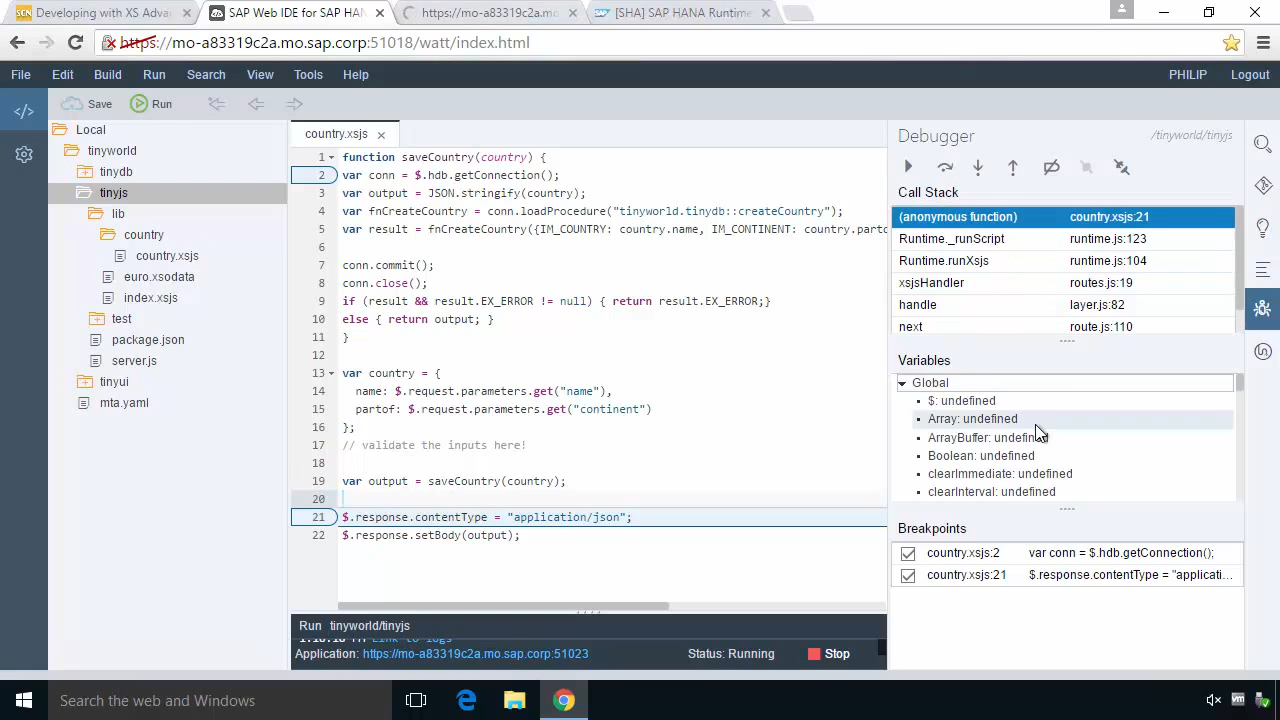 Developing with XS Advan
SAP Web IDE for SAP HAN
https://mo-a83319c2a.mo
[SHA] SAP HANA Runtime
https://mo-a83319c2a.mo.sap.corp:51018/watt/index.html
File Edit Build Run Search View Tools Help
PHILIP Logout
Save Run
Local
tinyworld
tinydb
tinyjs
lib
country
country.xsjs
euro.xsodata
index.xsjs
test
package.json
server.js
tinyui
mta.yaml
country.xsjs
1 function saveCountry(country) {
2 var conn = $.hdb.getConnection();
3 var output = JSON.stringify(country);
4 var fnCreateCountry = conn.loadProcedure("tinyworld.tinydb::createCountry");
5 var result = fnCreateCountry({IM_COUNTRY: country.name, IM_CONTINENT: country.parto
6
7 conn.commit();
8 conn.close();
9 if (result && result.EX_ERROR != null) { return result.EX_ERROR;}
10 else { return output; }
11 }
12
13 var country = {
14 name: $.request.parameters.get("name"),
15 partof: $.request.parameters.get("continent")
16 };
17 // validate the inputs here!
18
19 var output = saveCountry(country);
20
21 $.response.contentType = "application/json";
22 $.response.setBody(output);
Run tinyworld/tinyjs
Link to logs
Application: https://mo-a83319c2a.mo.sap.corp:51023 Status: Running Stop
Debugger /tinyworld/tinyjs
Call Stack
(anonymous function) country.xsjs:21
Runtime._runScript runtime.js:123
Runtime.runXsjs runtime.js:104
xsjsHandler routes.js:19
handle layer.js:82
next route.js:110
Variables
Global
$: undefined
Array: undefined
ArrayBuffer: undefined
Boolean: undefined
clearImmediate: undefined
clearInterval: undefined
Breakpoints
country.xsjs:2 var conn = $.hdb.getConnection();
country.xsjs:21 $.response.contentType = "applicati...
Search the web and Windows